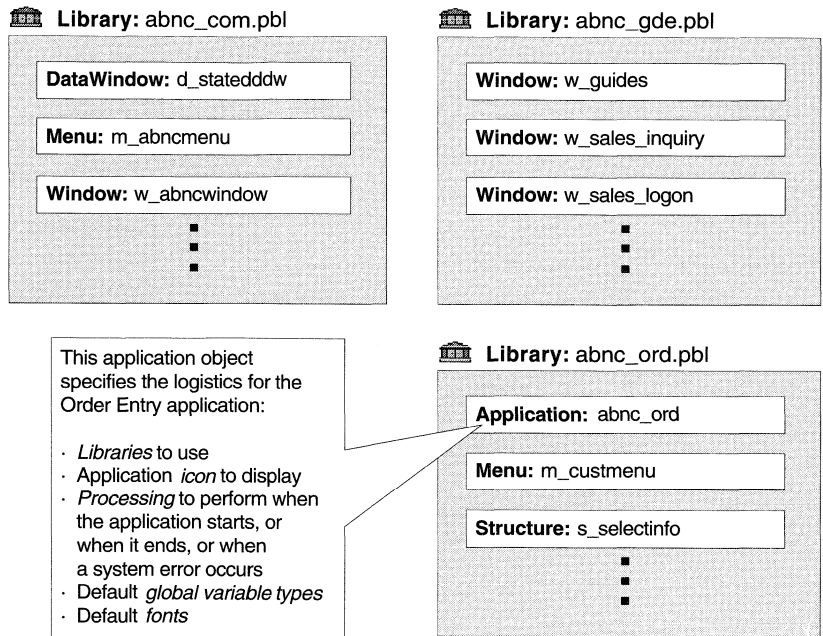 Library: abnc_com.pbl
DataWindow: d_statedddw
Menu: m_abncmenu
Window: w_abncwindow
Library: abnc_gde.pbl
Window: w_guides
Window: w_sales_inquiry
Window: w_sales_logon
This application object
specifies the logistics for the
Order Entry application:
· Libraries to use
· Application icon to display
· Processing to perform when
the application starts, or
when it ends, or when
a system error occurs
· Default global variable types
· Default fonts
Library: abnc_ord.pbl
Application: abnc_ord
Menu: m_custmenu
Structure: s_selectinfo